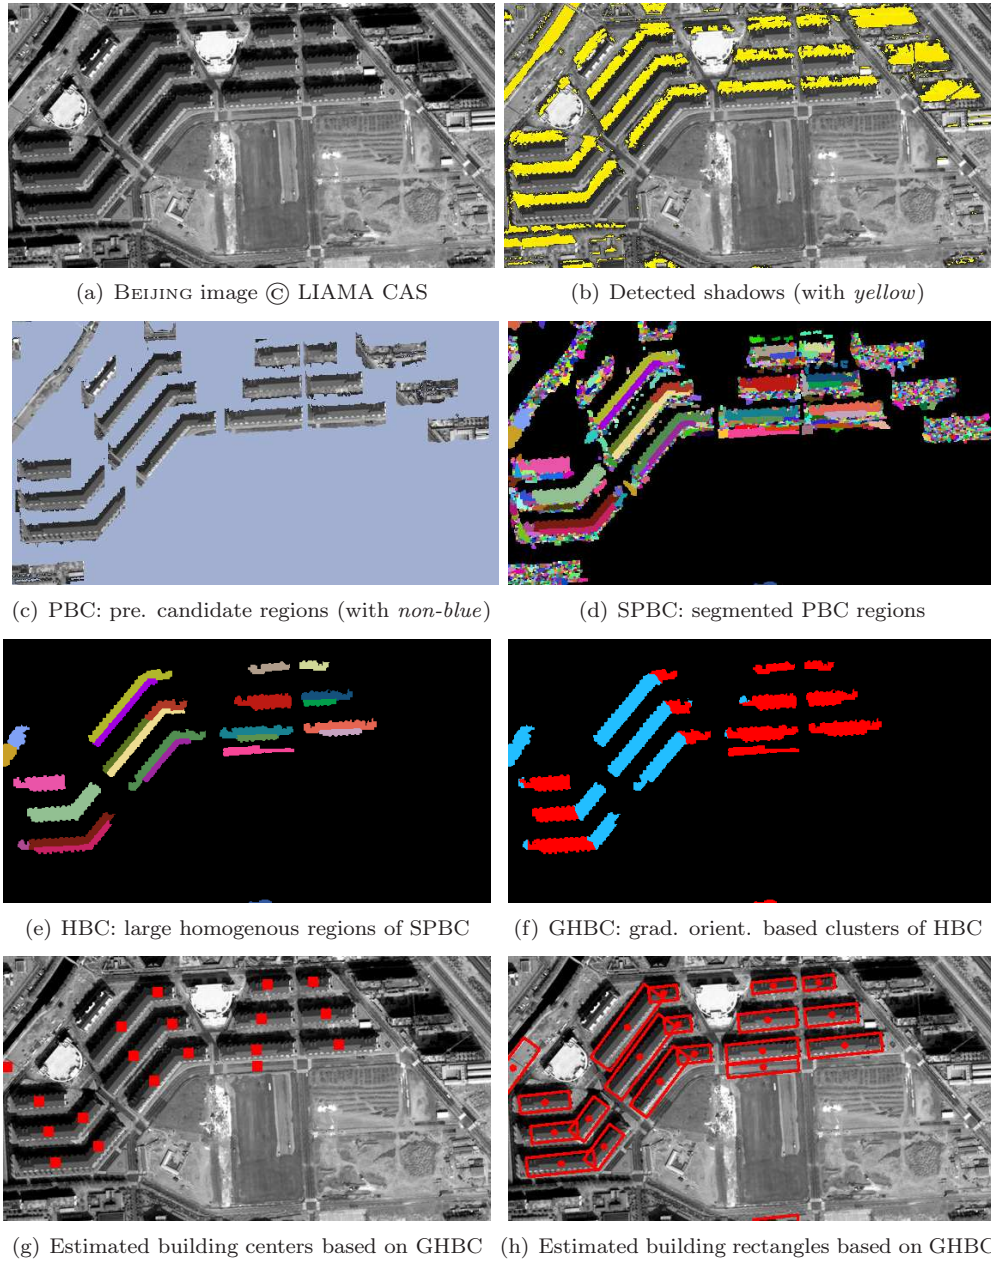 (a) BEIJING image © LIAMA CAS
(b) Detected shadows (with yellow)
(c) PBC: pre. candidate regions (with non-blue)
(d) SPBC: segmented PBC regions
(e) HBC: large homogenous regions of SPBC
(f) GHBC: grad. orient. based clusters of HBC
(g) Estimated building centers based on GHBC
(h) Estimated building rectangles based on GHBC